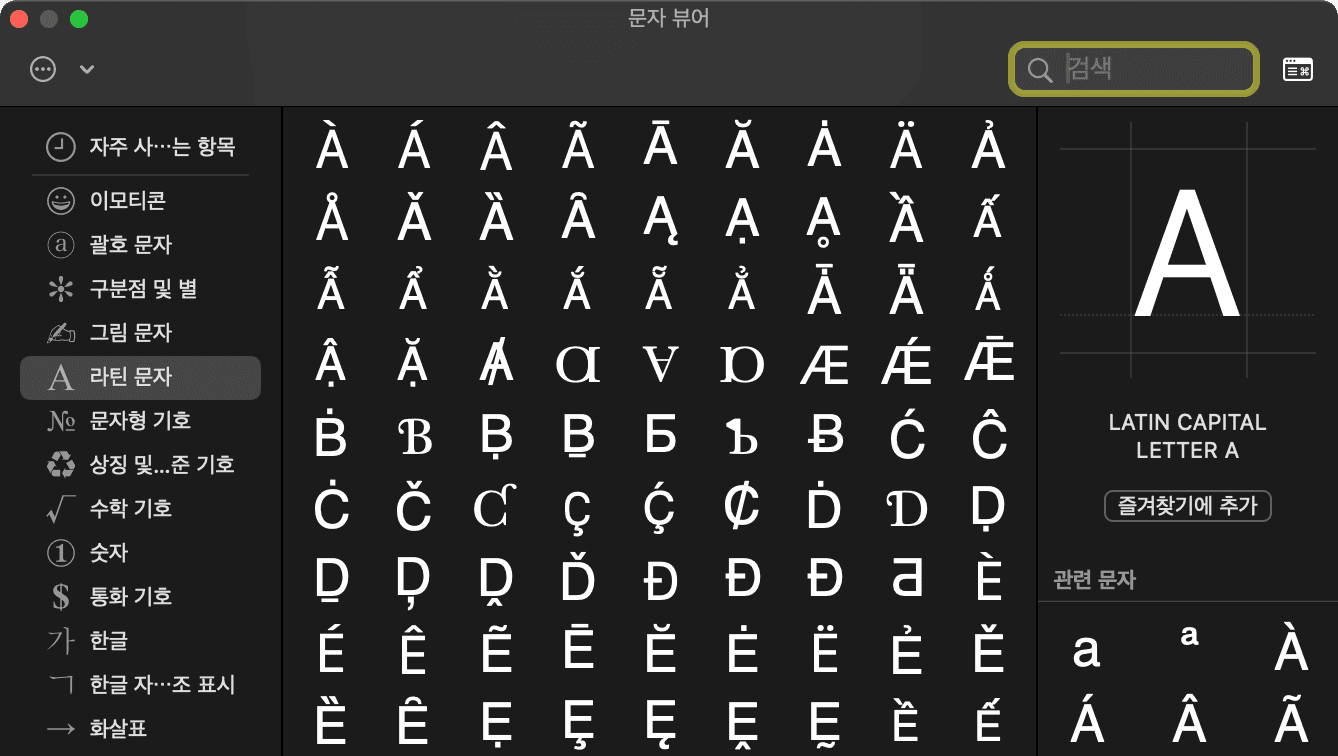 문자 뷰어
검색
자주 사⋯는 항목
이모티콘
괄호 문자
구분점 및 별
그림 문자
라틴 문자
문자형 기호
상징 및...준 기호
수학 기호
숫자
통화 기호
한글
한글 자⋯조 표시
화살표
À Á Â Ã Ā Ă Ȧ Ä Ả
Å Ǎ Ȁ Ȃ Ą Ạ Ḁ Ầ Ấ
Ẫ Ẩ Ằ Ắ Ẵ Ẳ Ǡ Ǟ Ǻ
Ậ Ặ Ⱥ Ɑ Ɐ Ɒ Æ Ǽ Ǣ
Ḃ Ɓ Ḅ Ḇ Ƃ Ƅ Ƀ Ć Ĉ
Ċ Č Ƈ Ç Ḉ Ȼ Ḋ Ɗ Ḍ
Ḏ Ḑ Ḓ Ď Đ Ð Ɖ Ƌ È
É Ê Ẽ Ē Ĕ Ė Ë Ẻ Ě
Ȅ Ȇ Ẹ Ȩ Ę Ḙ Ḛ Ề Ế
A
LATIN CAPITAL
LETTER A
즐겨찾기에 추가
관련 문자
a ª À
Á Â Ã